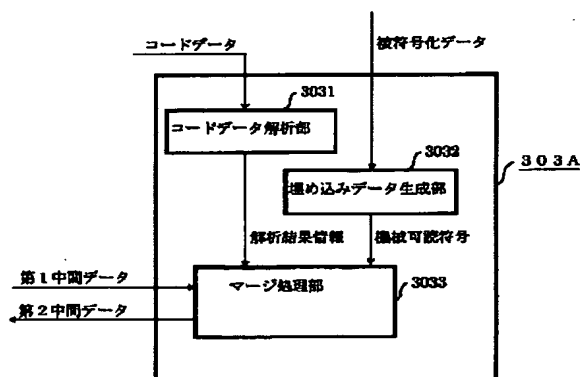 コードデータ
被符号化データ
3031
コードデータ解析部
3032
埋め込みデータ生成部
303A
解析結果情報
機械可読符号
第1中間データ
マージ処理部
3033
第2中間データ